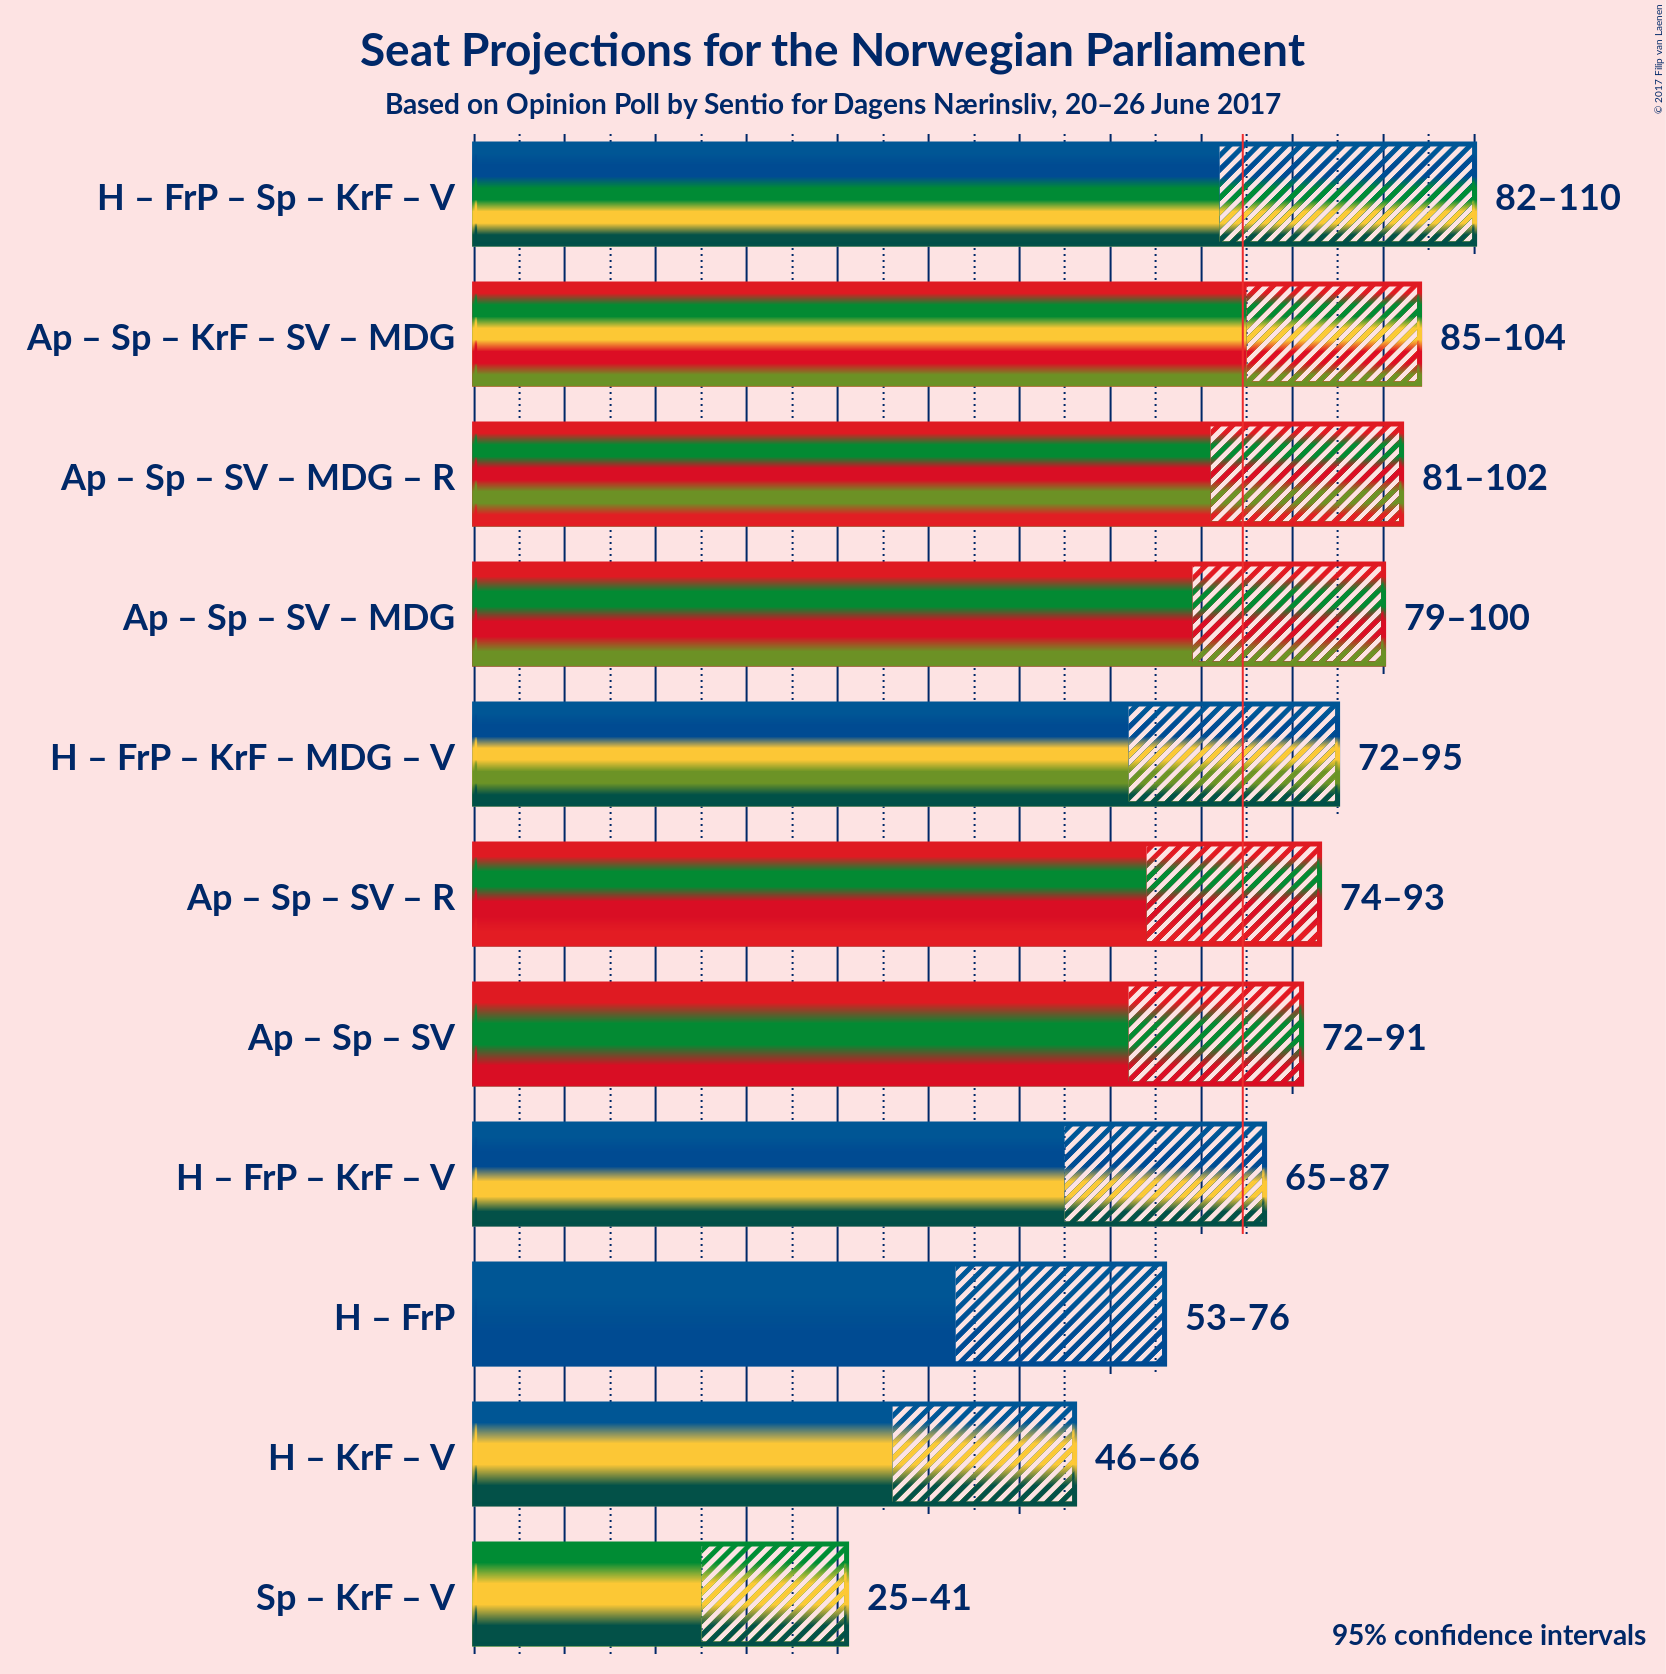 Seat Projections for the Norwegian Parliament
Based on Opinion Poll by Sentio for Dagens Nærinsliv, 20–26 June 2017
© 2017 Filip van Laenen
H – FrP – Sp – KrF – V 82–110
Ap – Sp – KrF – SV – MDG 85–104
Ap – Sp – SV – MDG – R 81–102
Ap – Sp – SV – MDG 79–100
H – FrP – KrF – MDG – V 72–95
Ap – Sp – SV – R 74–93
Ap – Sp – SV 72–91
H – FrP – KrF – V 65–87
H – FrP 53–76
H – KrF – V 46–66
Sp – KrF – V 25–41
95% confidence intervals